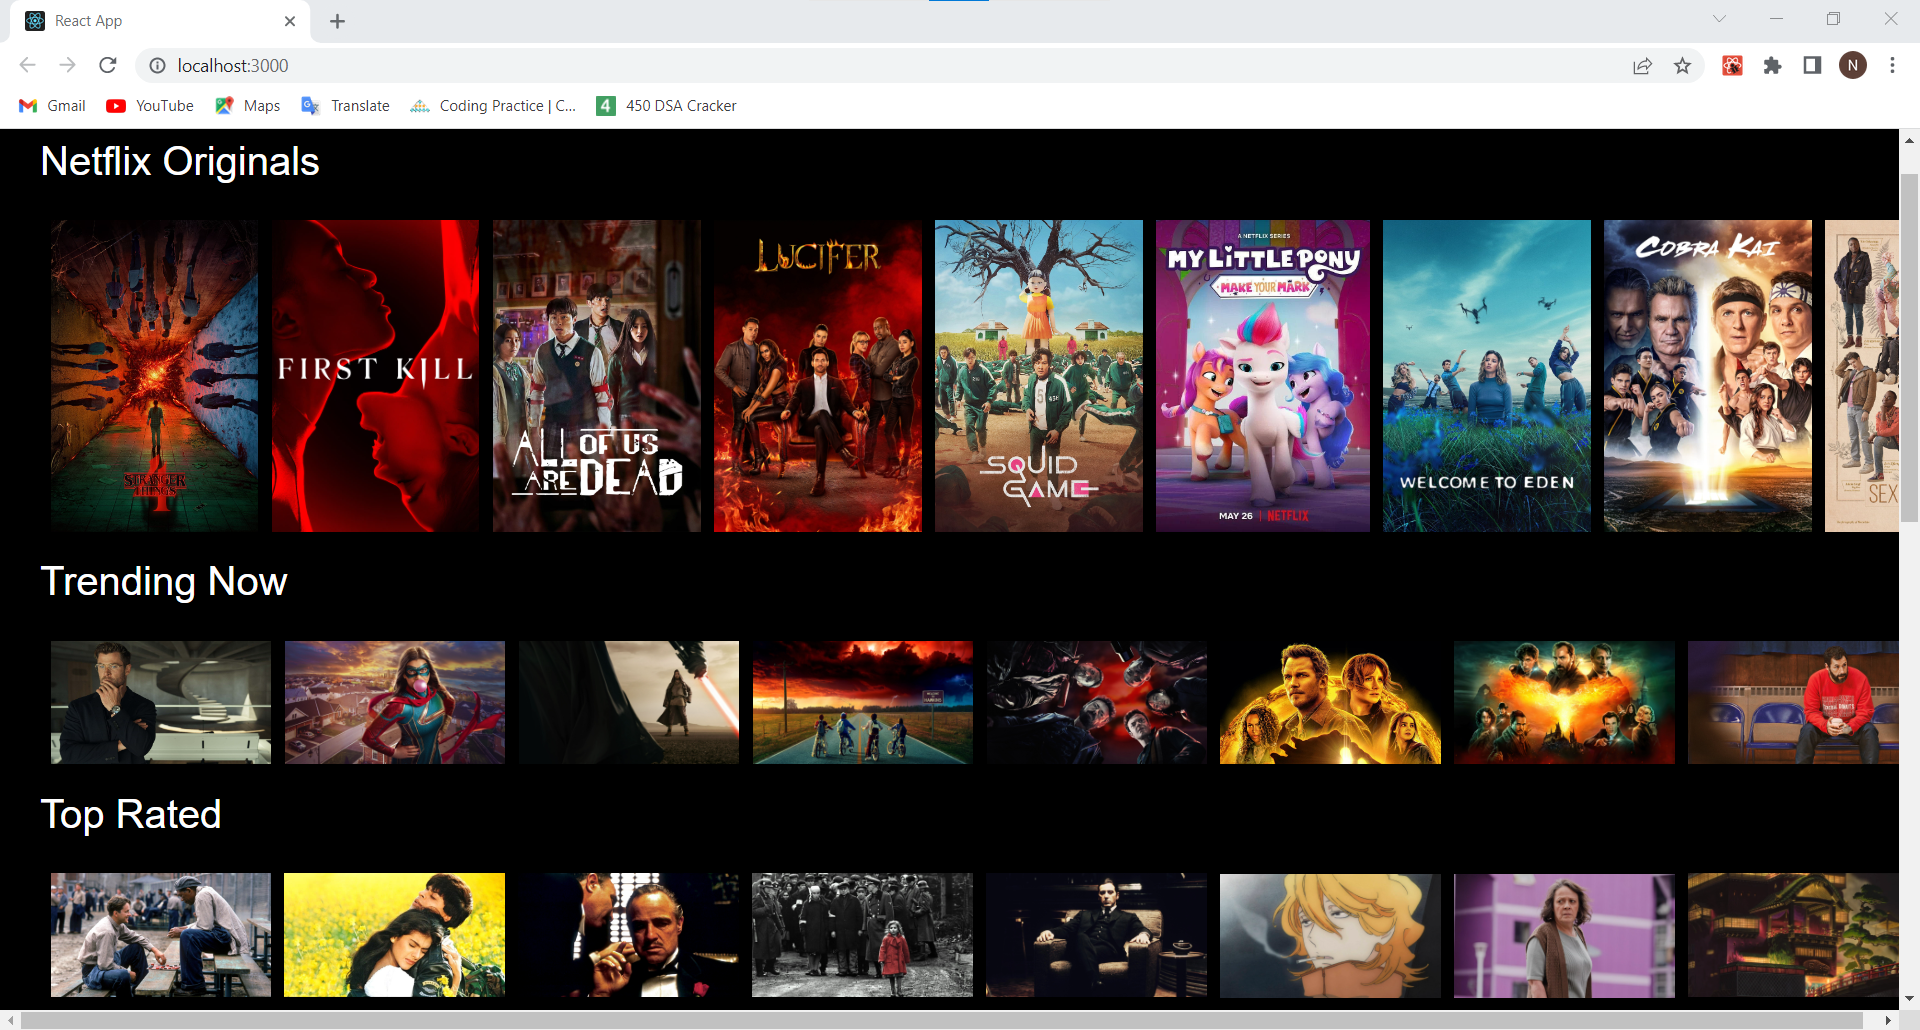 React App
localhost:3000
N
Gmail
YouTube
Maps
Translate
Coding Practice | C...
4
450 DSA Cracker
Netflix Originals
STRANGER
THINGS
4
FIRST KILL
ALL OF US
ARE DEAD
LUCIFER
SQUID
GAME
A NETFLIX SERIES
MY LITTLE PONY
MAKE YOUR MARK
MAY 26 | NETFLIX
WELCOME TO EDEN
COBRA KAI
SEX
Trending Now
Top Rated